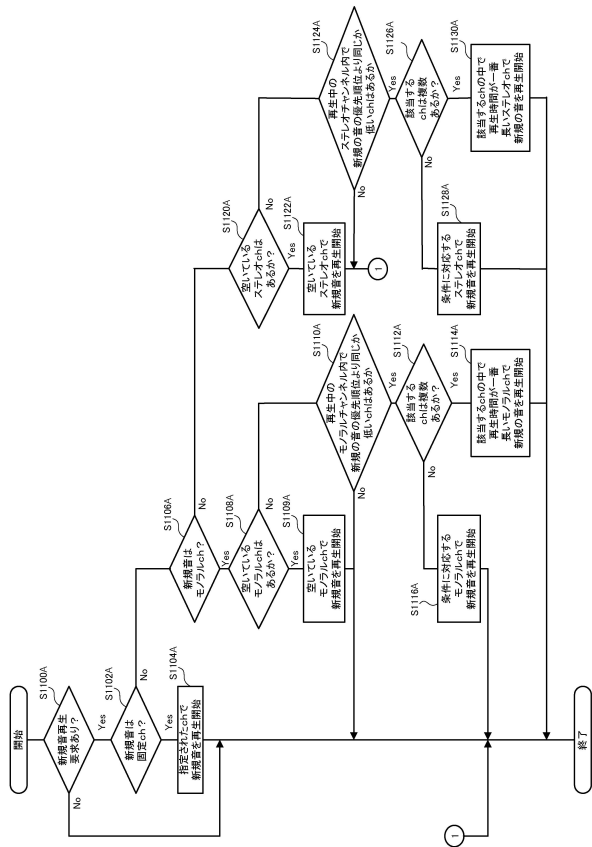 開始
S1100A
新規音再生
要求あり?
No
Yes
S1102A
新規音は
固定ch?
No
Yes
S1104A
指定されたchで
新規音を再生開始
S1106A
新規音は
モノラルch?
No
Yes
S1108A
空いている
モノラルchは
あるか?
No
Yes
S1109A
空いている
モノラルchで
新規音を再生開始
S1110A
再生中の
モノラルチャンネル内で
新規の音の優先順位より同じか
低いchはあるか
No
Yes
S1112A
該当する
chは複数
あるか?
No
Yes
S1114A
該当するchの中で
再生時間が一番
長いモノラルchで
新規の音を再生開始
S1116A
条件に対応する
モノラルchで
新規音を再生開始
S1120A
空いている
ステレオchは
あるか?
No
Yes
S1122A
空いている
ステレオchで
新規音を再生開始
1
S1124A
再生中の
ステレオチャンネル内で
新規の音の優先順位より同じか
低いchはあるか
No
Yes
S1126A
該当する
chは複数
あるか?
No
Yes
S1128A
条件に対応する
ステレオchで
新規音を再生開始
S1130A
該当するchの中で
再生時間が一番
長いステレオchで
新規の音を再生開始
1
終了